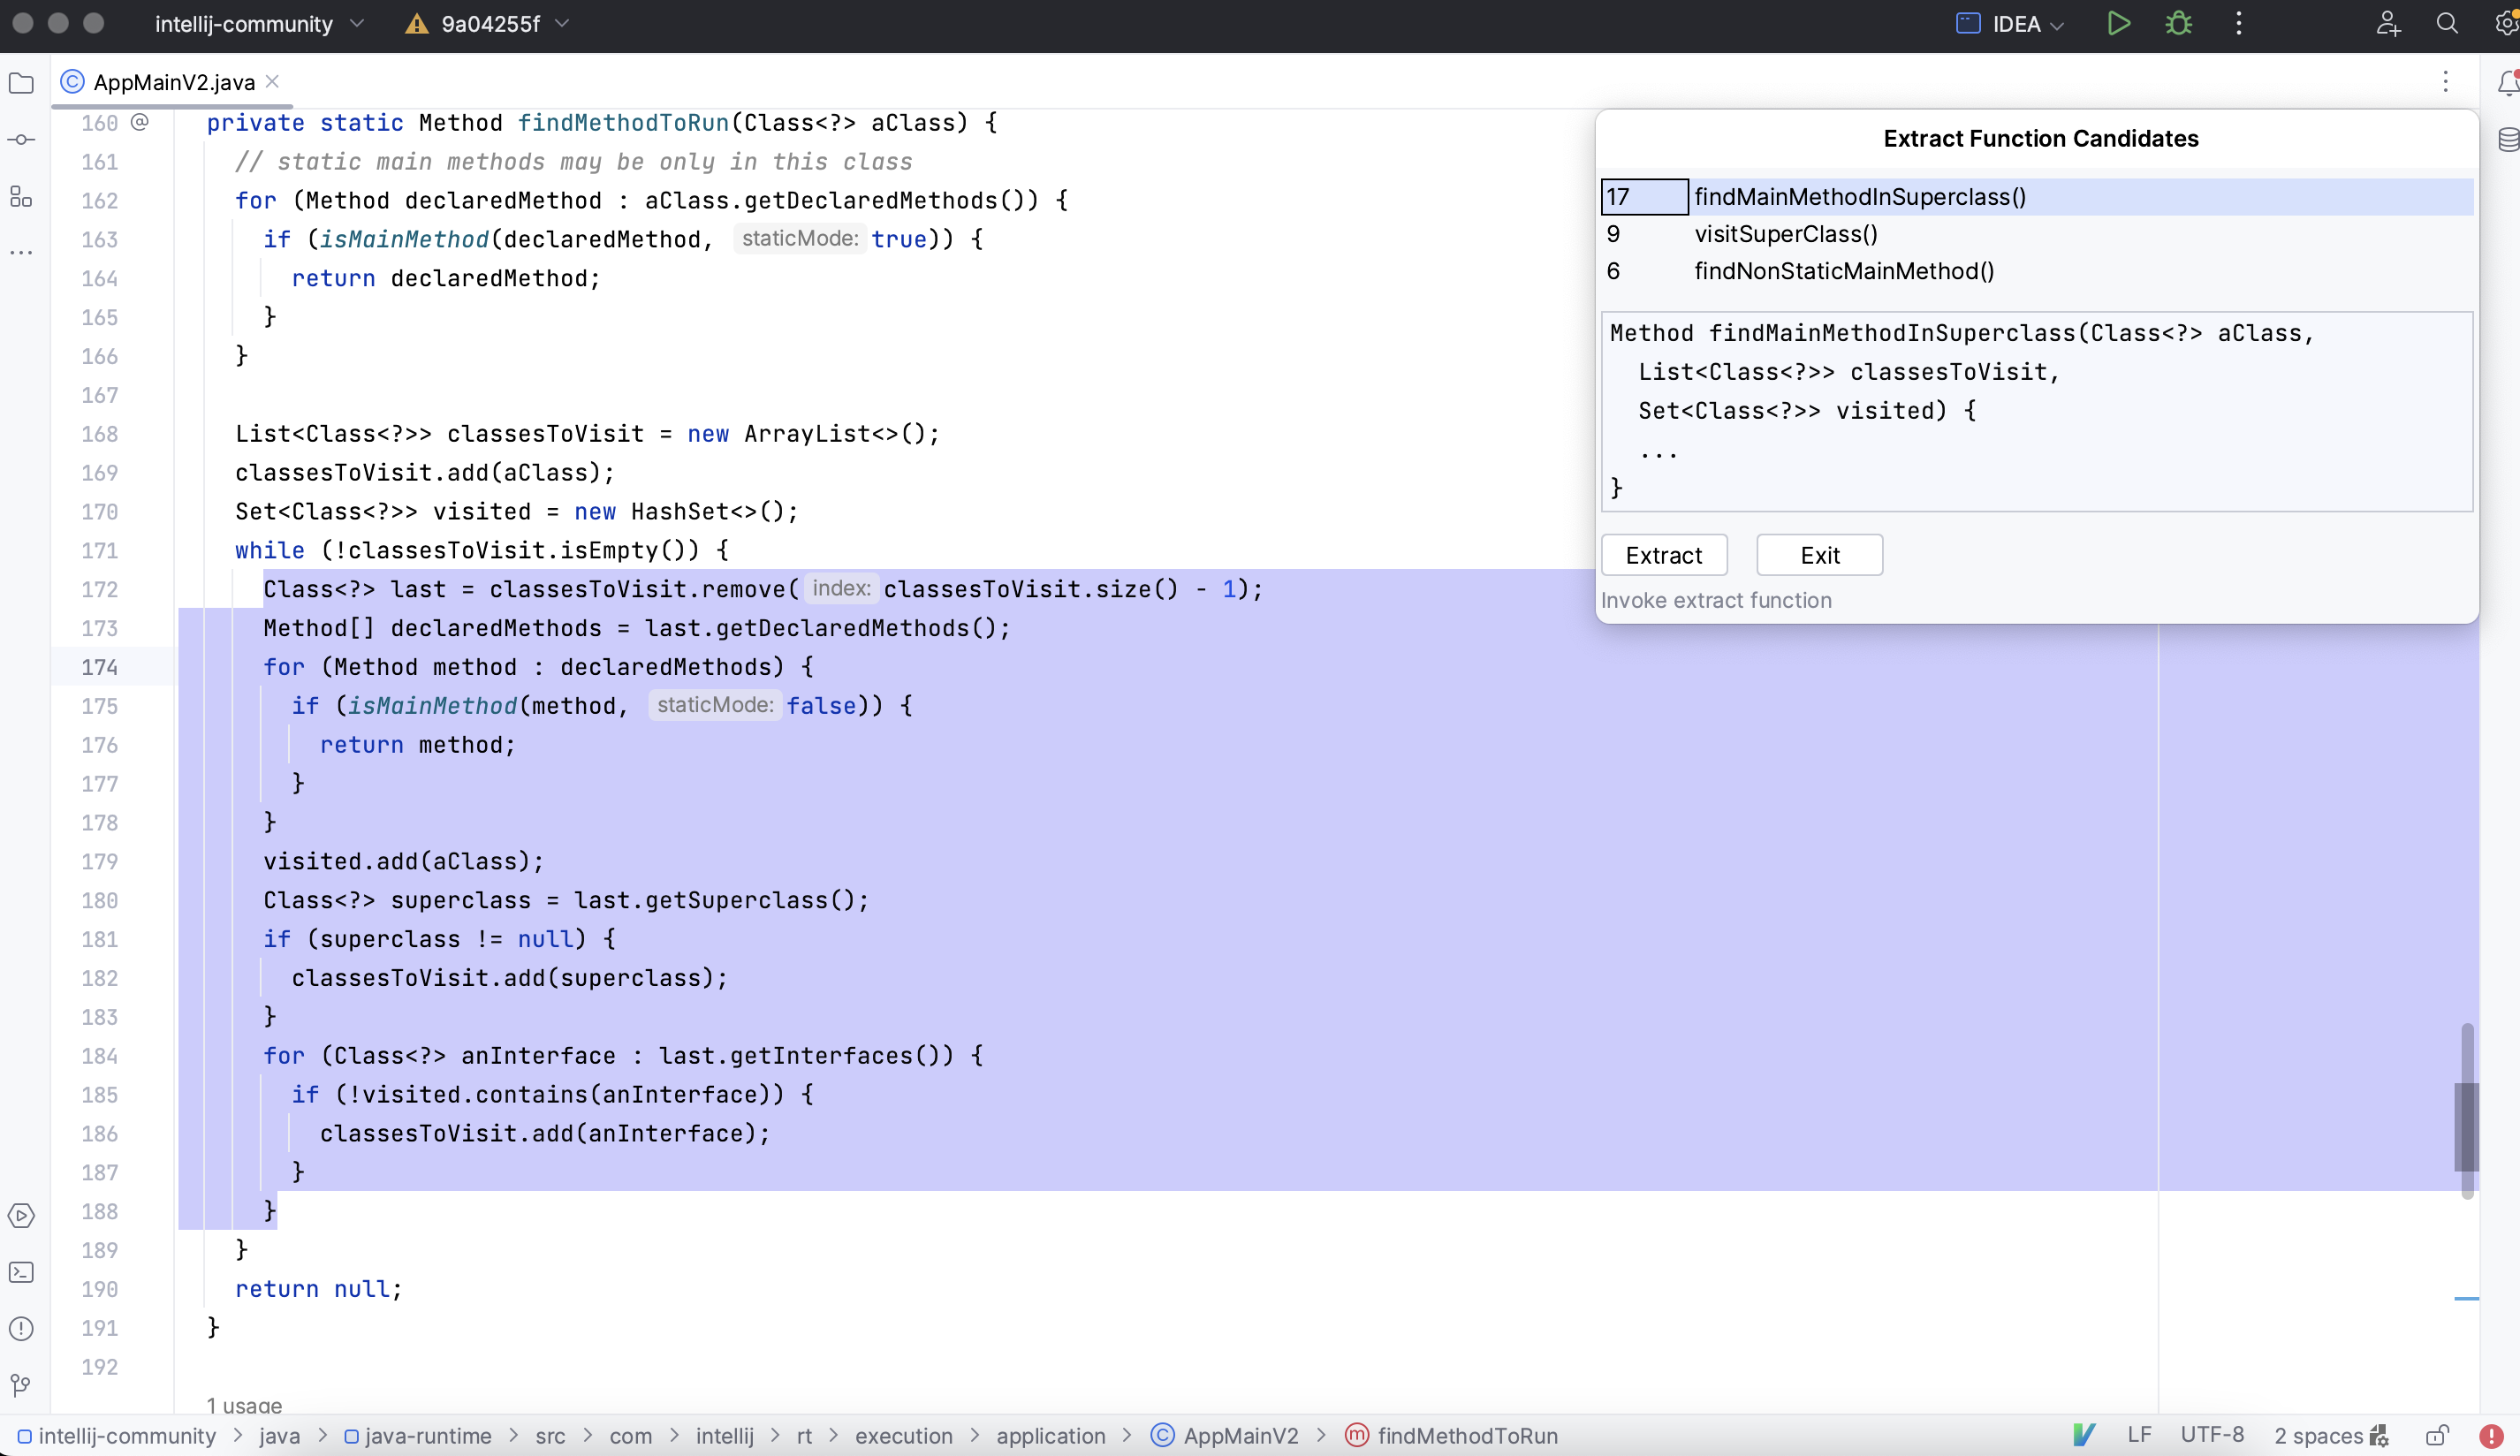 intellij-community 9a04255f IDEA
AppMainV2.java
160 @ private static Method findMethodToRun(Class<?> aClass) {
161 // static main methods may be only in this class
162 for (Method declaredMethod : aClass.getDeclaredMethods()) {
163 if (isMainMethod(declaredMethod, staticMode: true)) {
164 return declaredMethod;
165 }
166 }
167
168 List<Class<?>> classesToVisit = new ArrayList<>();
169 classesToVisit.add(aClass);
170 Set<Class<?>> visited = new HashSet<>();
171 while (!classesToVisit.isEmpty()) {
172 Class<?> last = classesToVisit.remove( index: classesToVisit.size() - 1);
173 Method[] declaredMethods = last.getDeclaredMethods();
174 for (Method method : declaredMethods) {
175 if (isMainMethod(method, staticMode: false)) {
176 return method;
177 }
178 }
179 visited.add(aClass);
180 Class<?> superclass = last.getSuperclass();
181 if (superclass != null) {
182 classesToVisit.add(superclass);
183 }
184 for (Class<?> anInterface : last.getInterfaces()) {
185 if (!visited.contains(anInterface)) {
186 classesToVisit.add(anInterface);
187 }
188 }
189 }
190 return null;
191 }
192
1 usage
Extract Function Candidates
17 findMainMethodInSuperclass()
9 visitSuperClass()
6 findNonStaticMainMethod()
Method findMainMethodInSuperclass(Class<?> aClass,
List<Class<?>> classesToVisit,
Set<Class<?>> visited) {
...
}
Extract Exit
Invoke extract function
intellij-community > java > java-runtime > src > com > intellij > rt > execution > application > AppMainV2 > findMethodToRun LF UTF-8 2 spaces